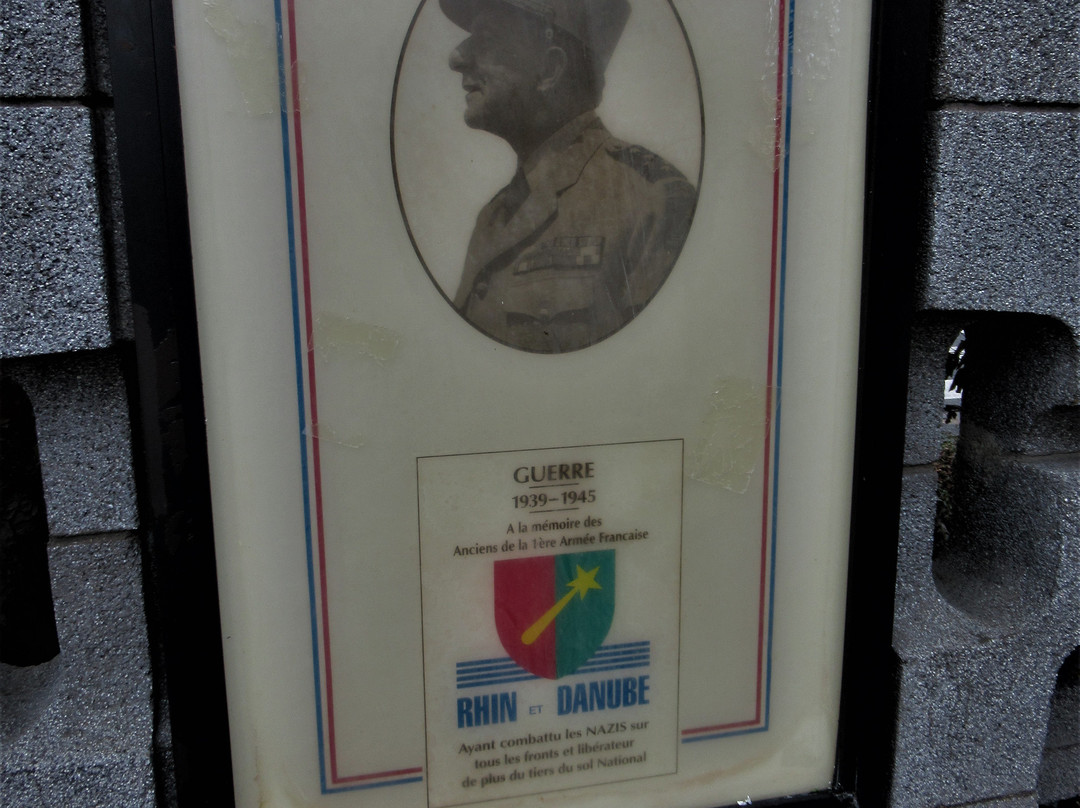 GUERRE
1939-1945
A la mémoire des
Anciens de la 1ère Armée Francaise
RHIN ET DANUBE
Ayant combattu les NAZIS sur
tous les fronts et libérateur
de plus du tiers du sol National